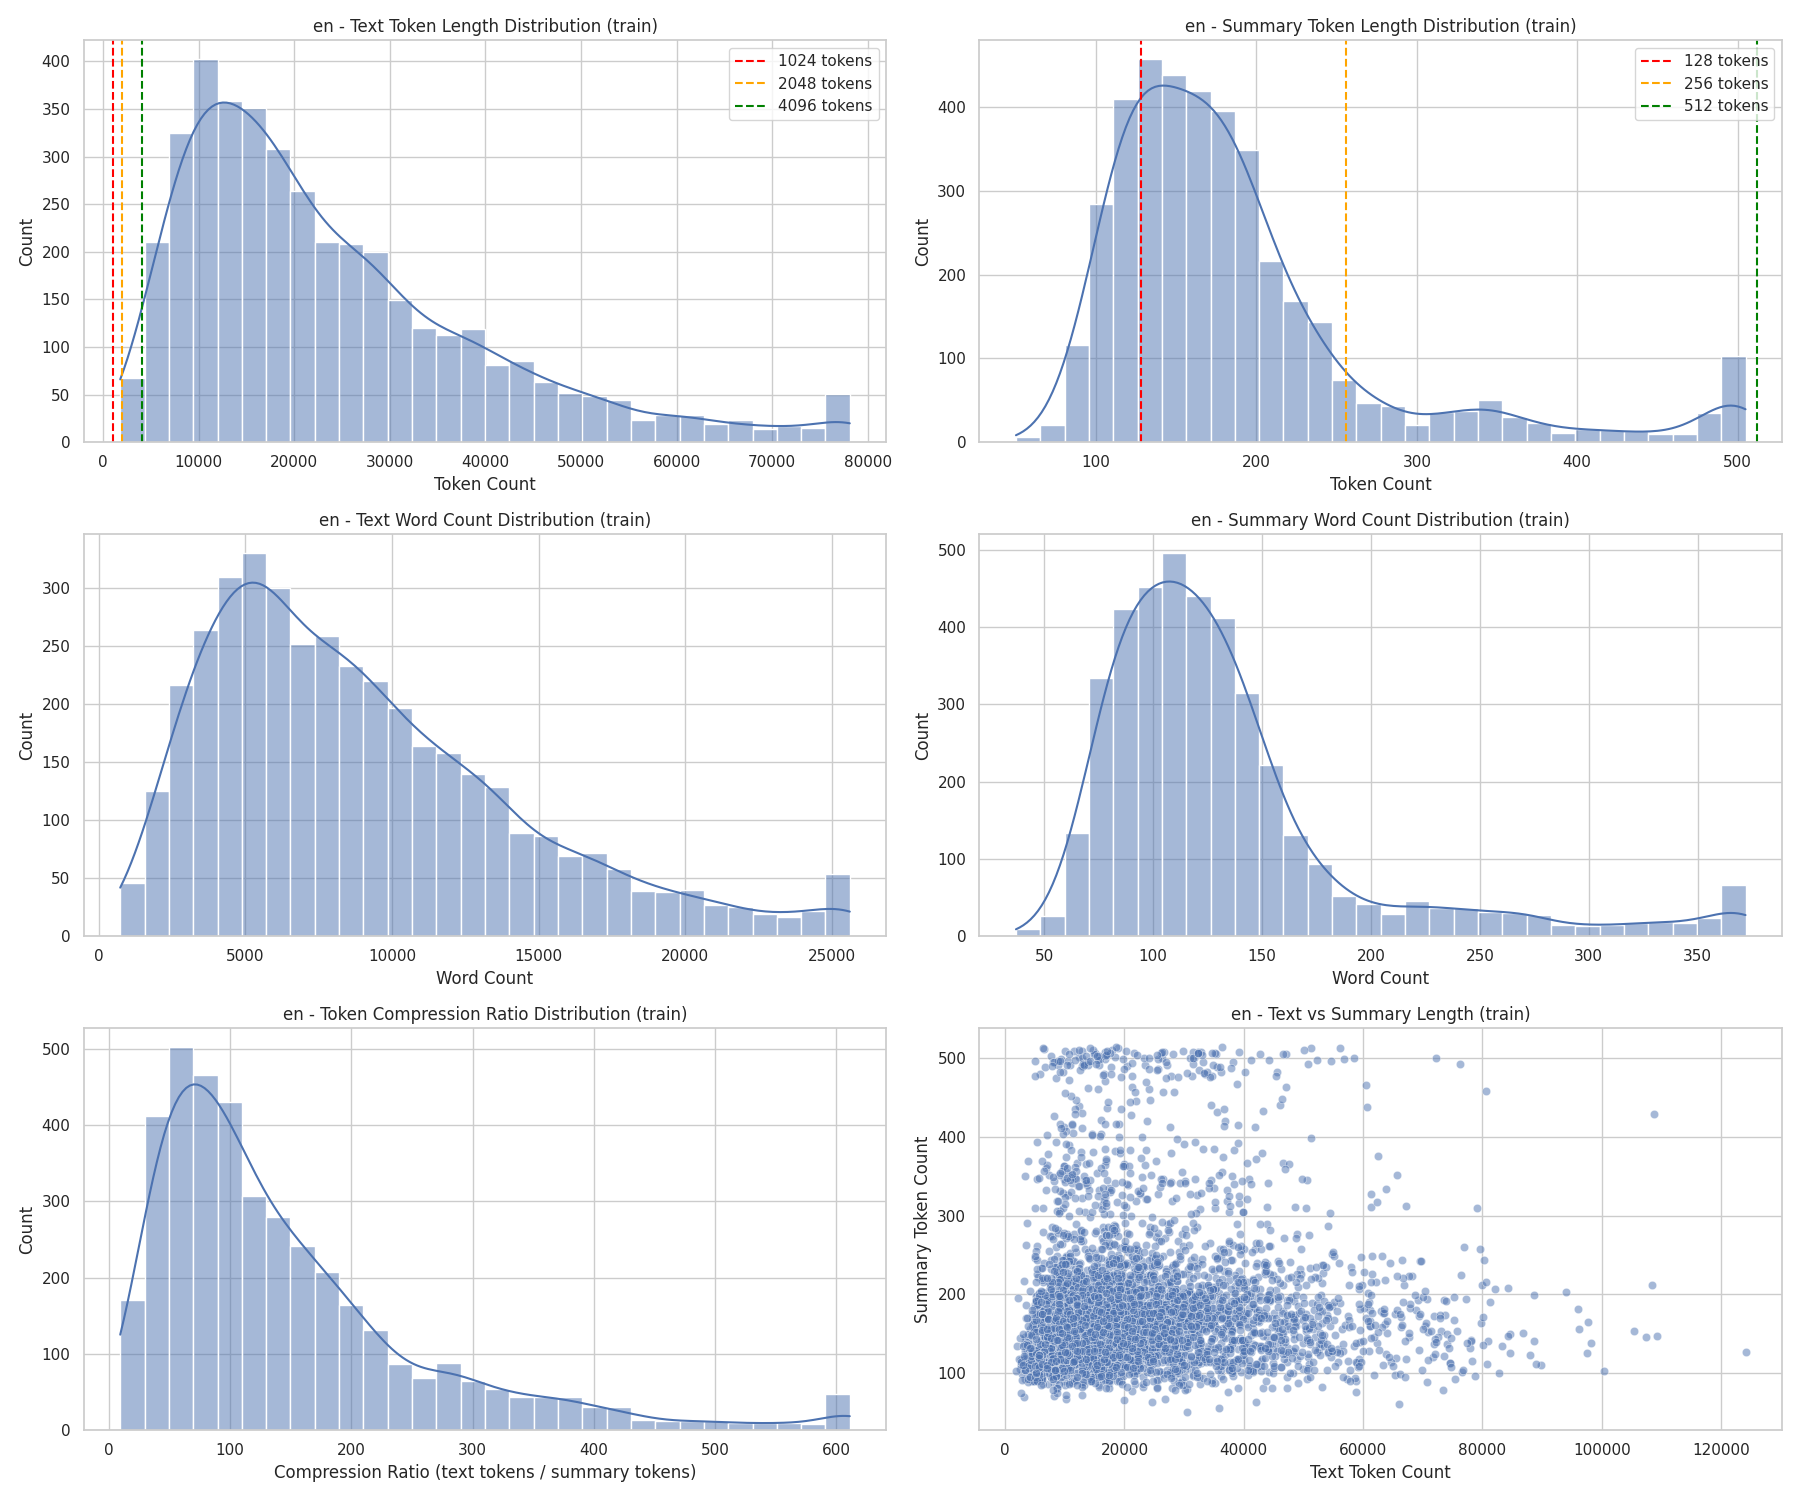 en - Text Token Length Distribution (train)
400
350
300
250
200
150
100
50
0
Count
0 10000 20000 30000 40000 50000 60000 70000 80000
Token Count
1024 tokens
2048 tokens
4096 tokens
en - Summary Token Length Distribution (train)
400
300
200
100
0
Count
100 200 300 400 500
Token Count
128 tokens
256 tokens
512 tokens
en - Text Word Count Distribution (train)
300
250
200
150
100
50
0
Count
0 5000 10000 15000 20000 25000
Word Count
en - Summary Word Count Distribution (train)
500
400
300
200
100
0
Count
50 100 150 200 250 300 350
Word Count
en - Token Compression Ratio Distribution (train)
500
400
300
200
100
0
Count
0 100 200 300 400 500 600
Compression Ratio (text tokens / summary tokens)
en - Text vs Summary Length (train)
500
400
300
200
100
Summary Token Count
0 20000 40000 60000 80000 100000 120000
Text Token Count